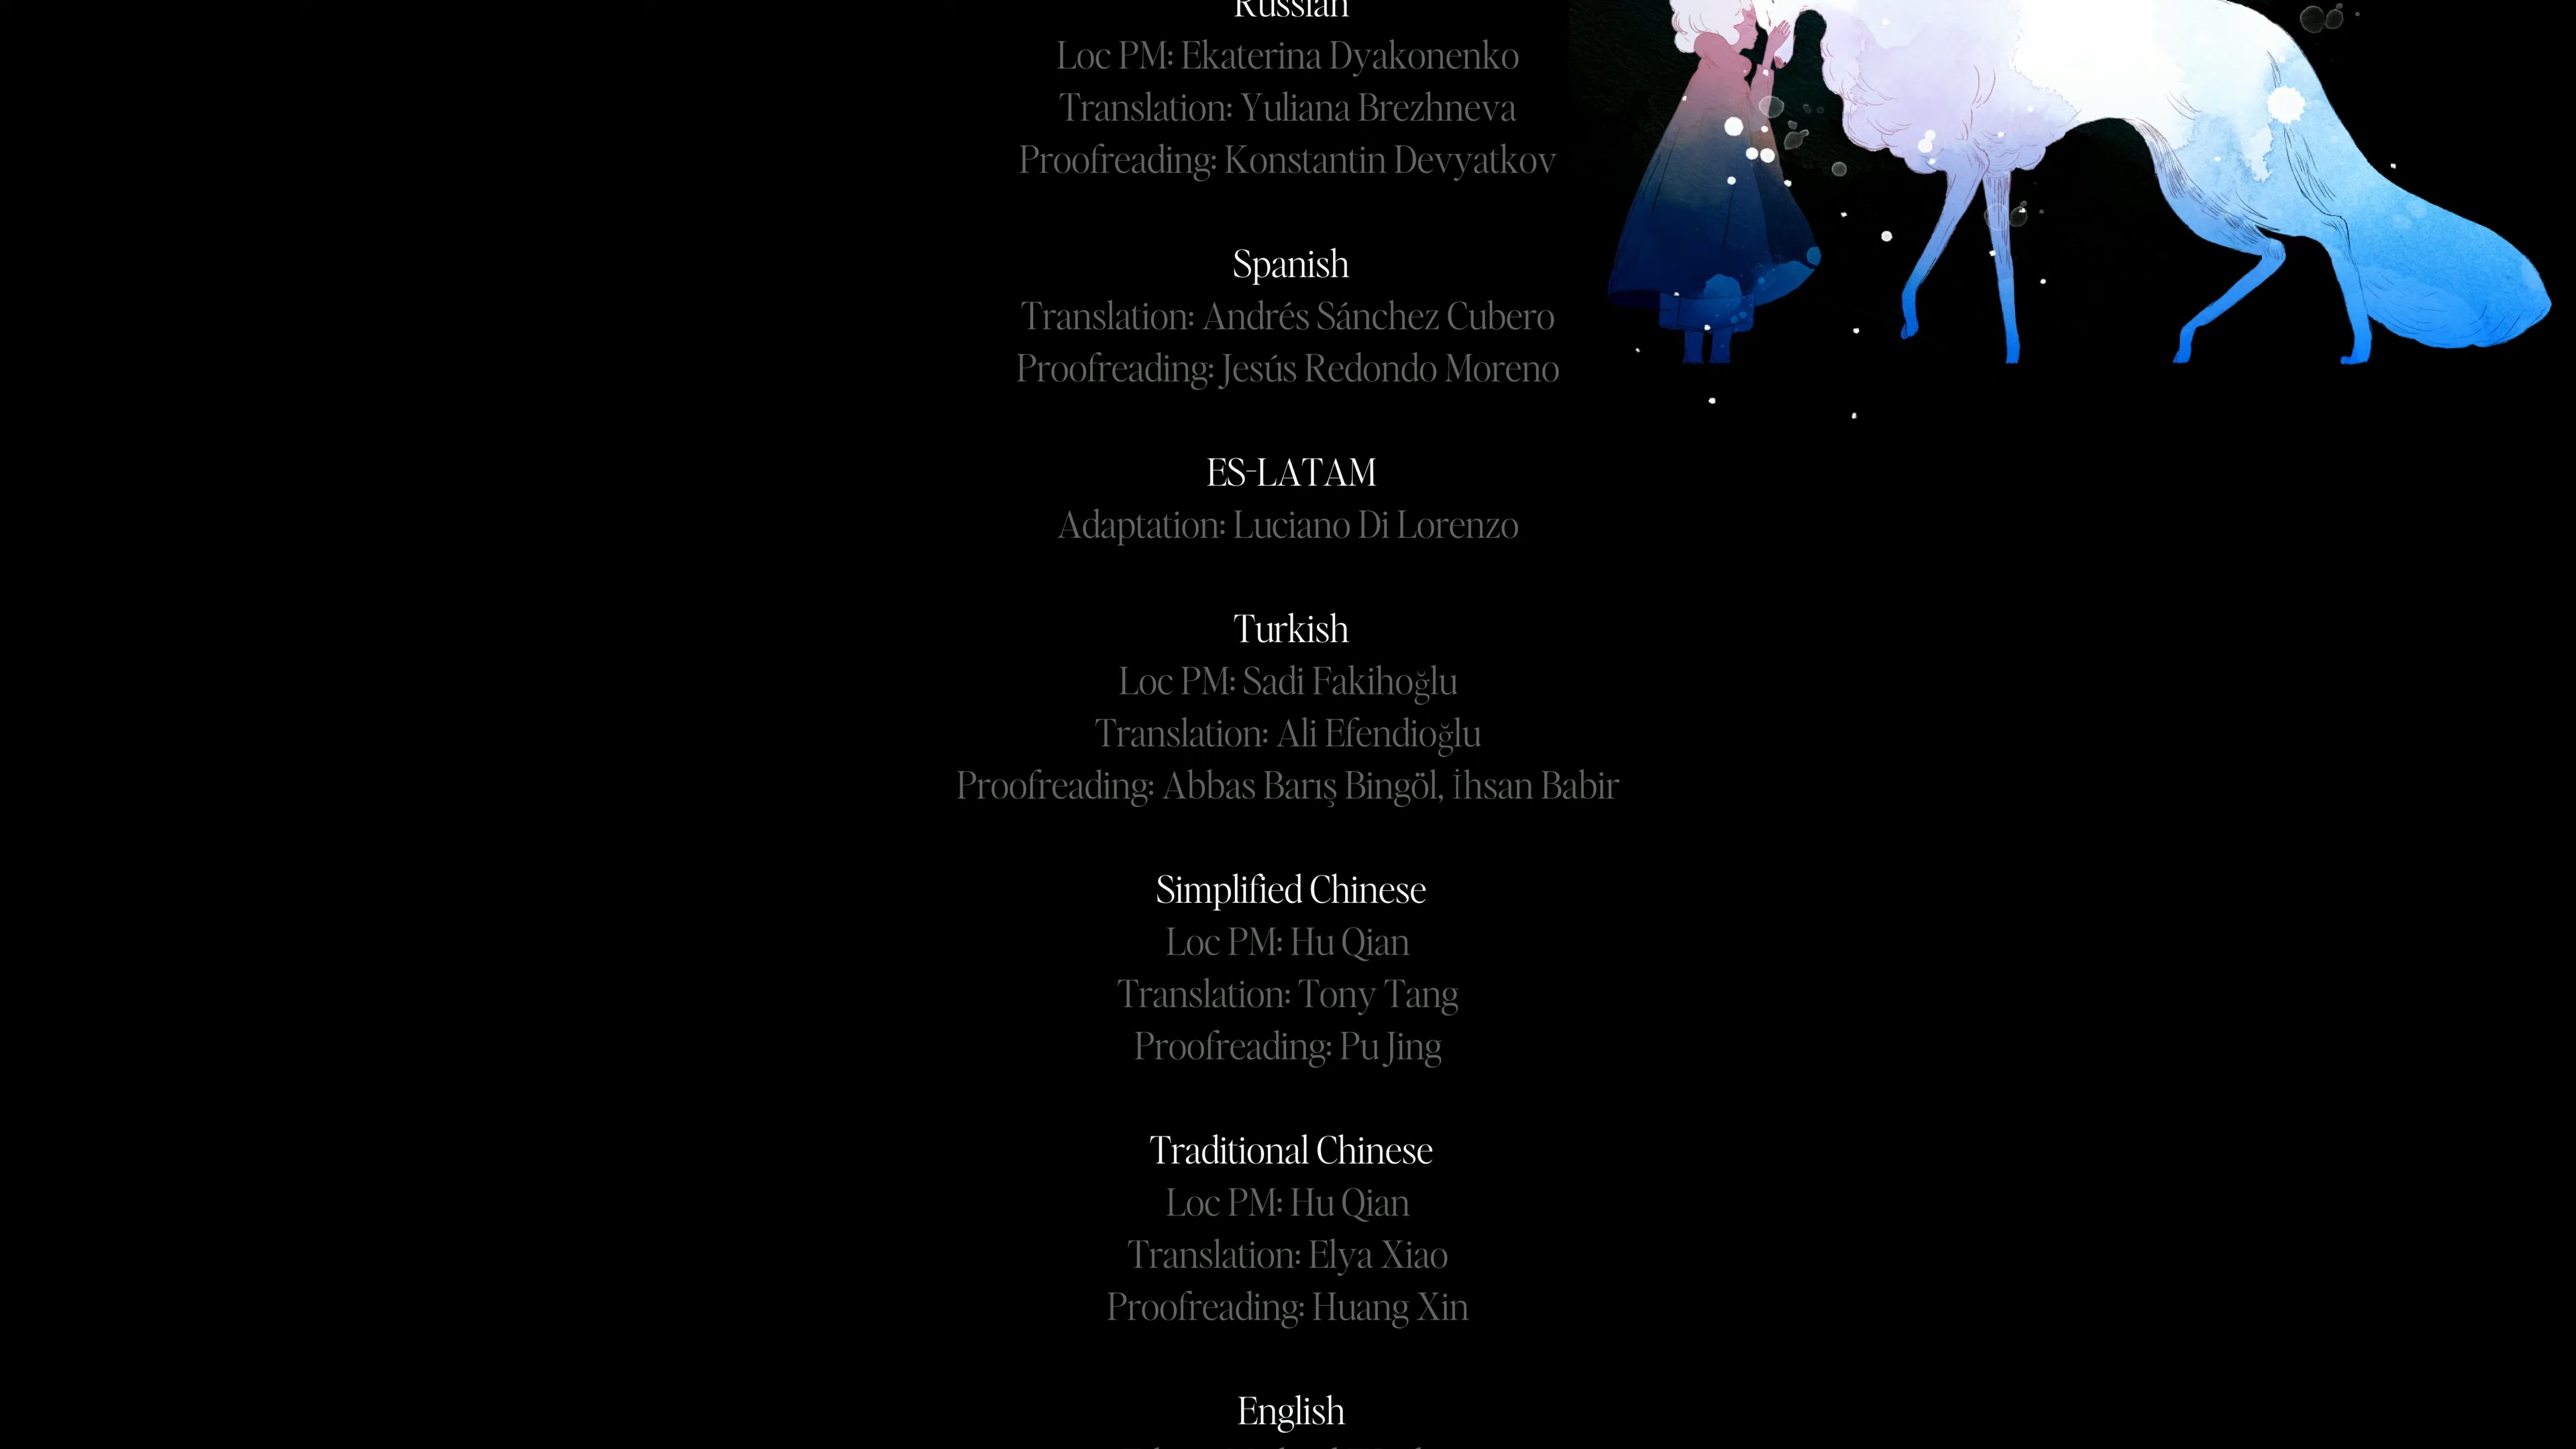 Russian
Loc PM: Ekaterina Dyakonenko
Translation: Yuliana Brezhneva
Proofreading: Konstantin Devyatkov
Spanish
Translation: Andrés Sánchez Cubero
Proofreading: Jesús Redondo Moreno
ES-LATAM
Adaptation: Luciano Di Lorenzo
Turkish
Loc PM: Sadi Fakihoğlu
Translation: Ali Efendioğlu
Proofreading: Abbas Barış Bingöl, İhsan Babir
Simplified Chinese
Loc PM: Hu Qian
Translation: Tony Tang
Proofreading: Pu Jing
Traditional Chinese
Loc PM: Hu Qian
Translation: Elya Xiao
Proofreading: Huang Xin
English